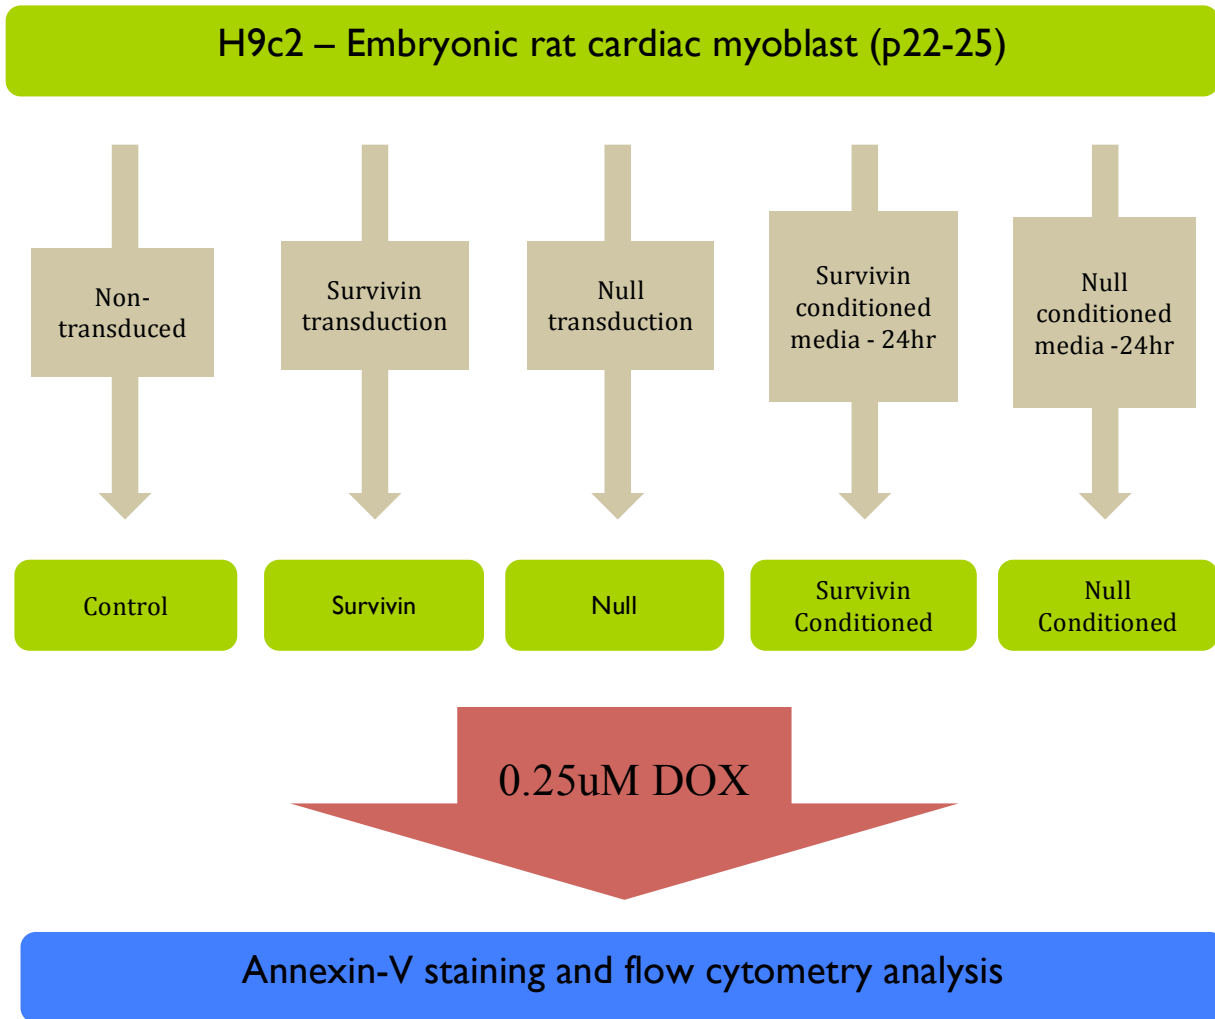 H9c2 – Embryonic rat cardiac myoblast (p22-25)
Non-
transduced
Survivin
transduction
Null
transduction
Survivin
conditioned
media - 24hr
Null
conditioned
media -24hr
Control
Survivin
Null
Survivin
Conditioned
Null
Conditioned
0.25uM DOX
Annexin-V staining and flow cytometry analysis